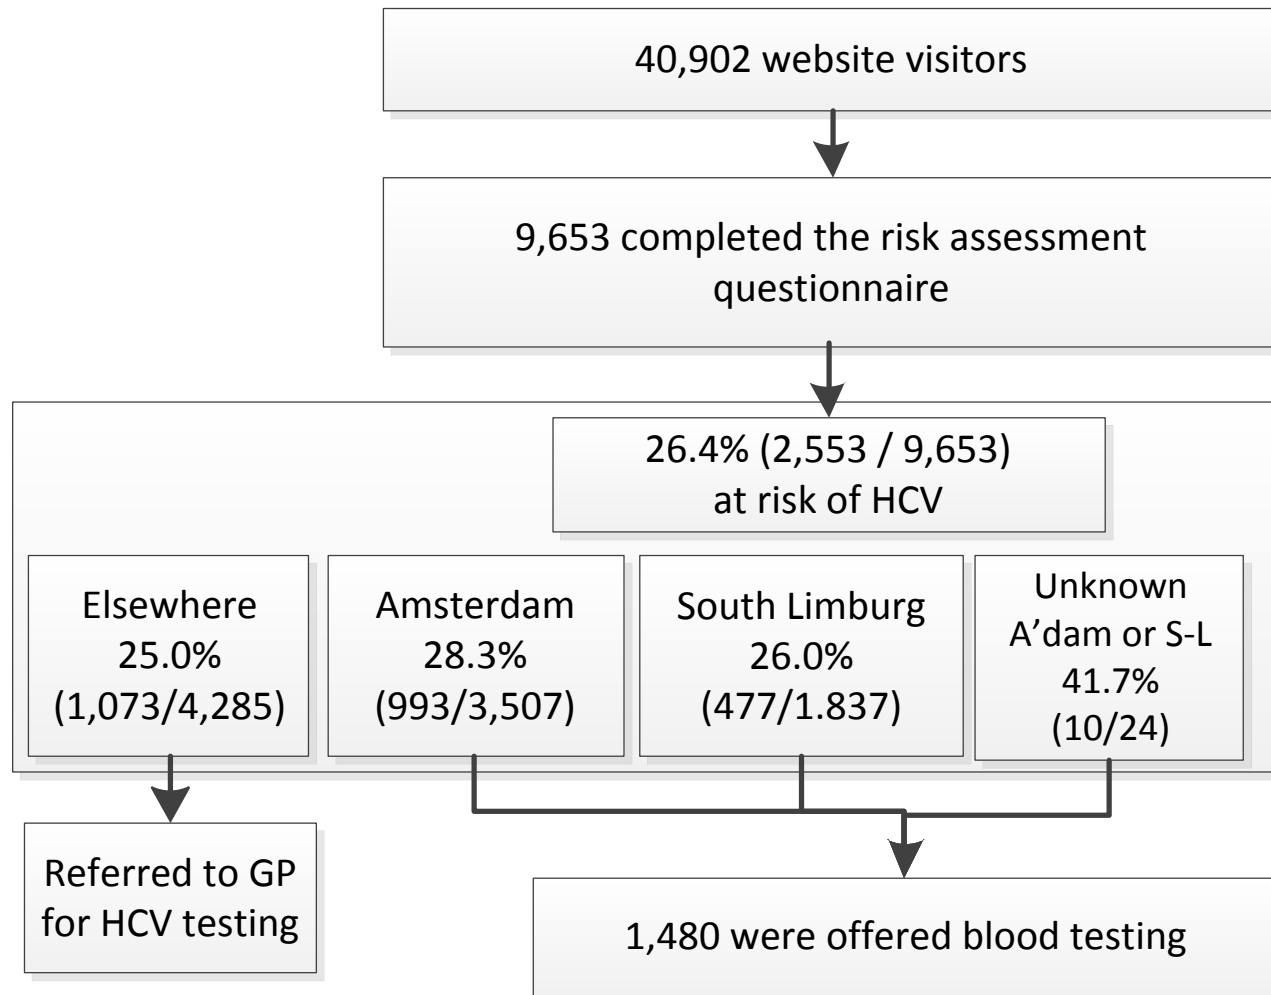 40,902 website visitors
9,653 completed the risk assessment
questionnaire
26.4% (2,553 / 9,653)
at risk of HCV
Elsewhere
25.0%
(1,073/4,285)
Amsterdam
28.3%
(993/3,507)
South Limburg
26.0%
(477/1.837)
Unknown
A’dam or S-L
41.7%
(10/24)
Referred to GP
for HCV testing
1,480 were offered blood testing